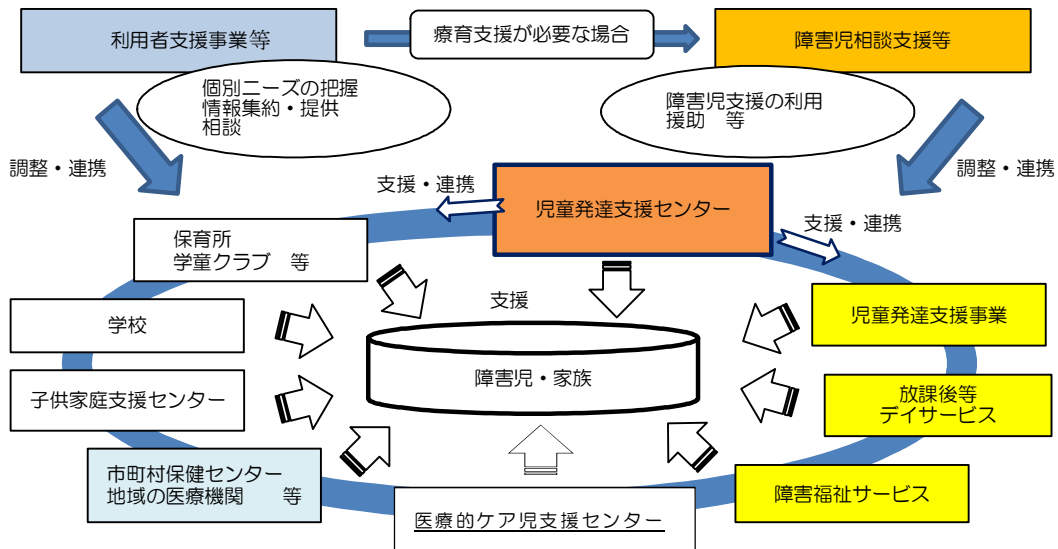 利用者支援事業等
療育支援が必要な場合
障害児相談支援等
個別ニーズの把握
情報集約・提供
相談
障害児支援の利用
援助　等
調整・連携
調整・連携
支援・連携
児童発達支援センター
支援・連携
保育所
学童クラブ　等
支援
学校
児童発達支援事業
障害児・家族
子供家庭支援センター
放課後等
デイサービス
市町村保健センター
地域の医療機関　　等
障害福祉サービス
医療的ケア児支援センター